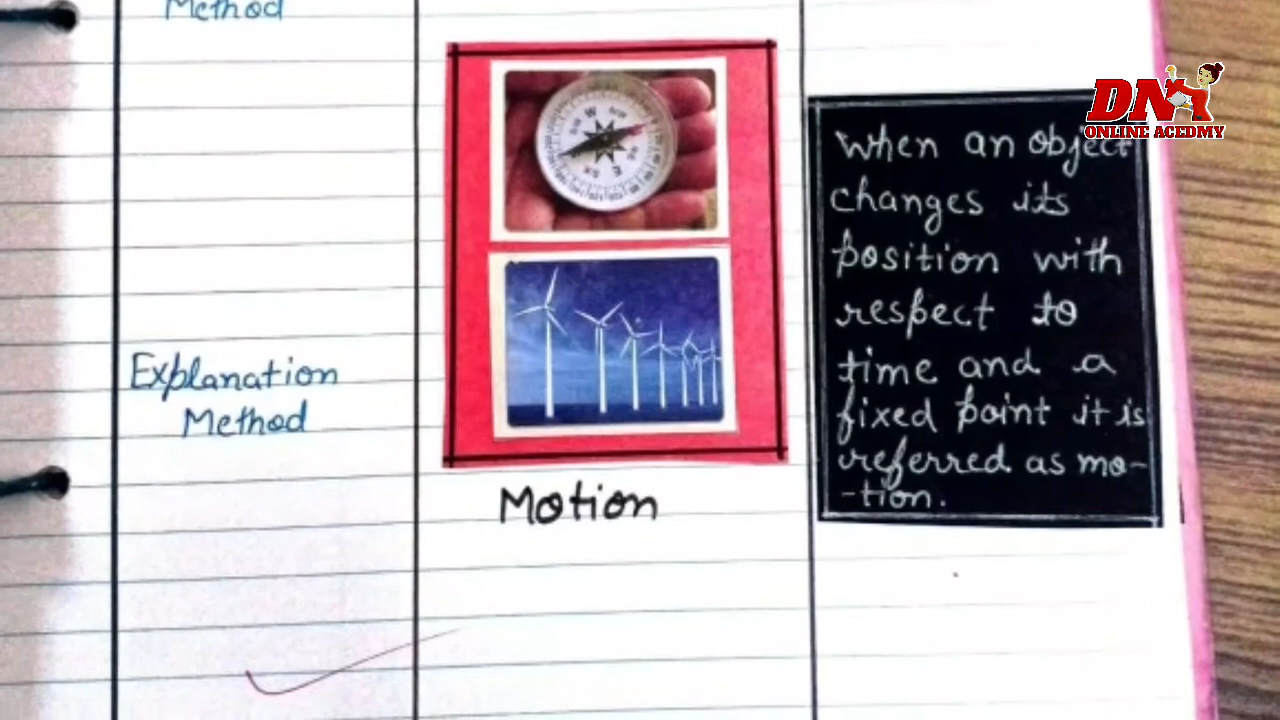 Method
Explanation
Method
Motion
When an object
changes its
position with
respect to
time and a
fixed point it is
referred as mo-
-tion.
DN
ONLINE ACEDMY